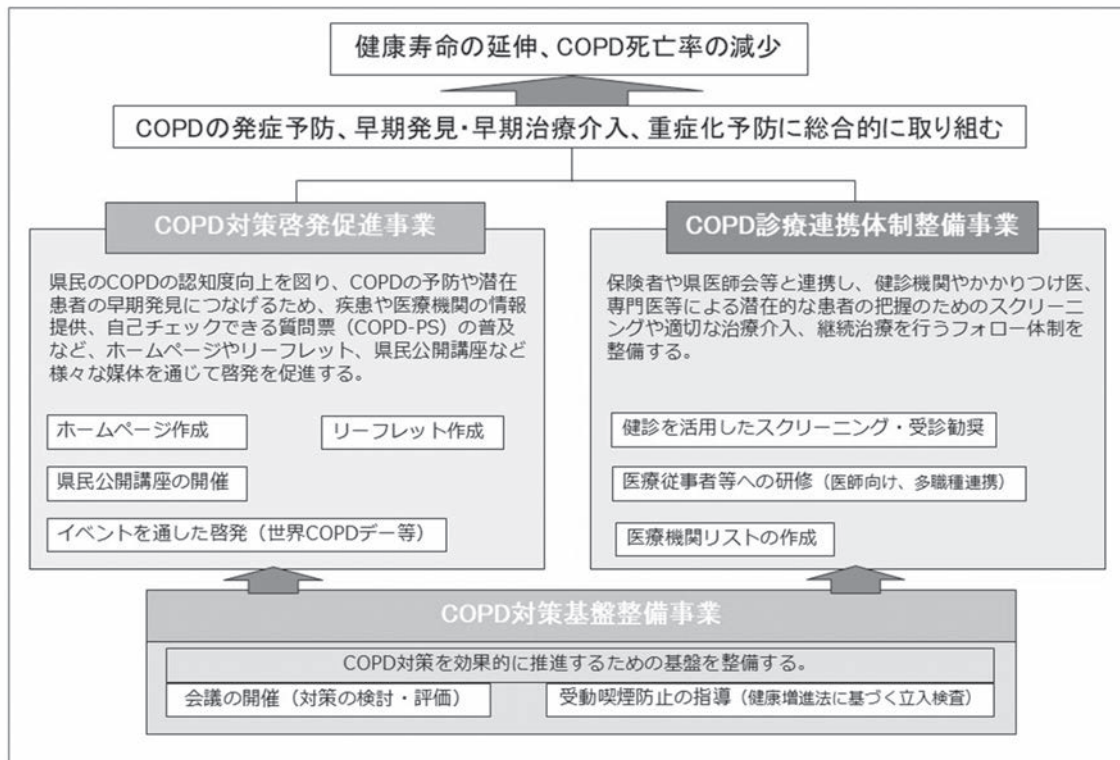 健康寿命の延伸、COPD死亡率の減少
COPDの発症予防、早期発見・早期治療介入、重症化予防に総合的に取り組む
COPD対策啓発促進事業
県民のCOPDの認知度向上を図り、COPDの予防や潜在
患者の早期発見につなげるため、疾患や医療機関の情報
提供、自己チェックできる質問票（COPD-PS）の普及
など、ホームページやリーフレット、県民公開講座など
様々な媒体を通じて啓発を促進する。
ホームページ作成
リーフレット作成
県民公開講座の開催
イベントを通した啓発（世界COPDデー等）
COPD診療連携体制整備事業
保険者や県医師会等と連携し、健診機関やかかりつけ医、
専門医等による潜在的な患者の把握のためのスクリーニ
ングや適切な治療介入、継続治療を行うフォロー体制を
整備する。
健診を活用したスクリーニング・受診勧奨
医療従事者等への研修（医師向け、多職種連携）
医療機関リストの作成
COPD対策基盤整備事業
COPD対策を効果的に推進するための基盤を整備する。
会議の開催（対策の検討・評価）
受動喫煙防止の指導（健康増進法に基づく立入検査）